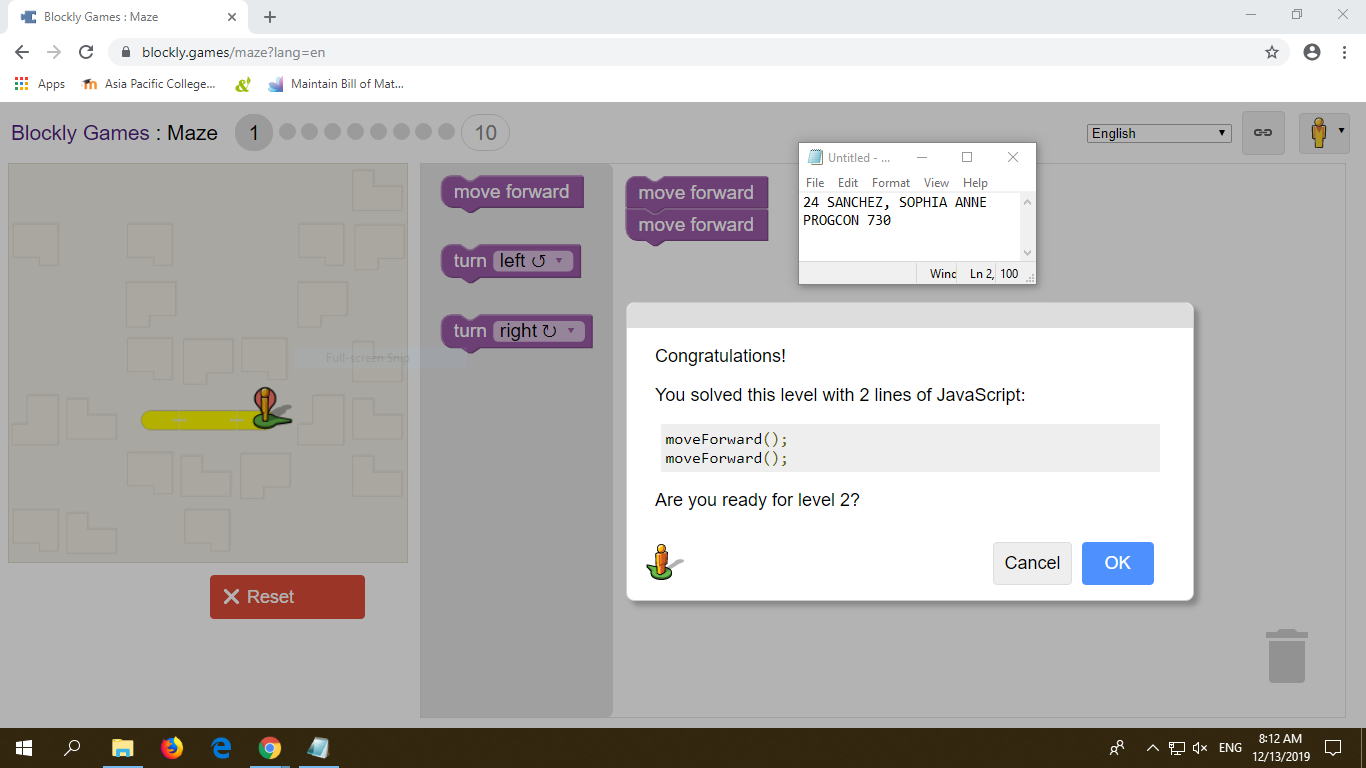 Blockly Games : Maze
blockly.games/maze?lang=en
Apps
Asia Pacific College...
Maintain Bill of Mat...
Blockly Games : Maze
1
10
English
move forward
turn left ↺
turn right ↻
move forward
move forward
Untitled - ...
File Edit Format View Help
24 SANCHEZ, SOPHIA ANNE
PROGCON 730
Wind
Ln 2,
100
Full-screen Snip
Congratulations!
You solved this level with 2 lines of JavaScript:
moveForward();
moveForward();
Are you ready for level 2?
Cancel
OK
Reset
ENG
8:12 AM
12/13/2019